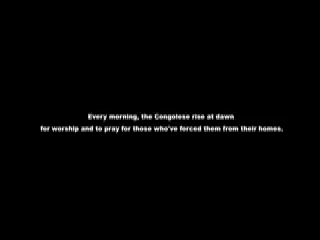 Every morning, the Congolese rise at dawn
for worship and to pray for those who've forced them from their homes,